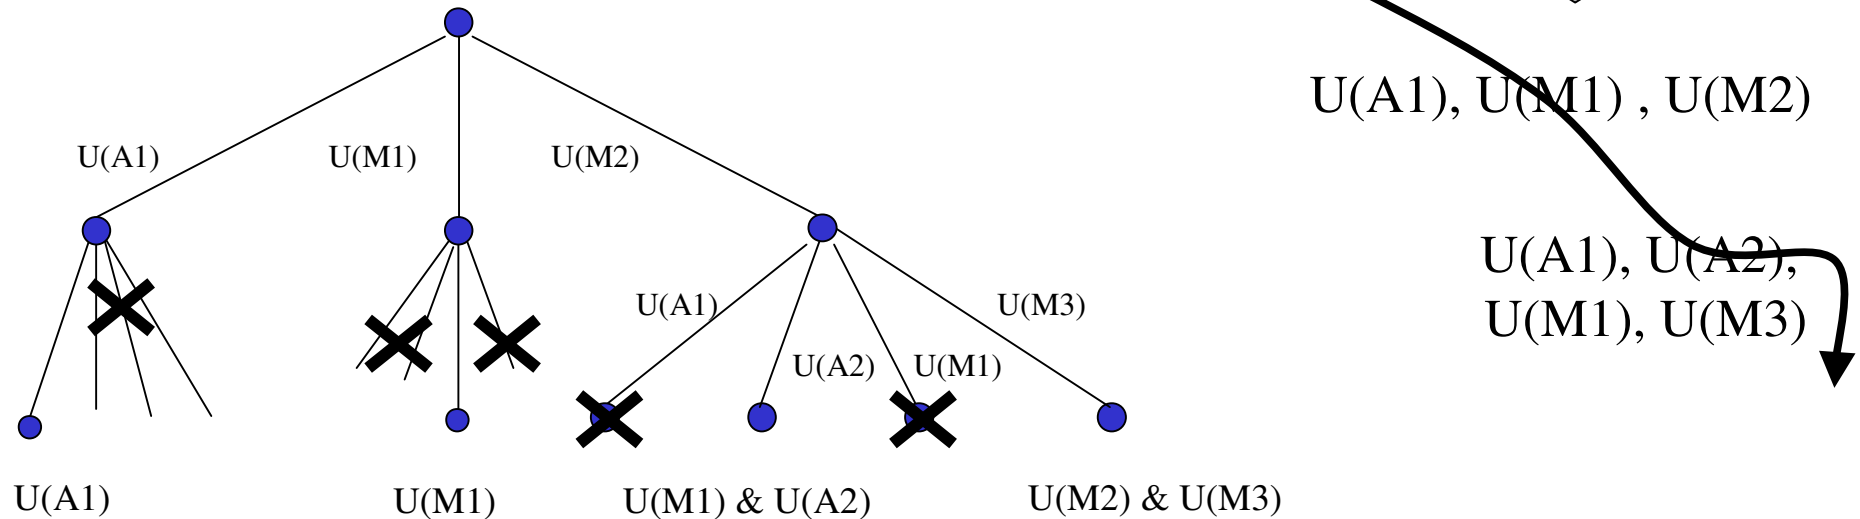 U(A1), U(M1) , U(M2)
U(A1)
U(M1)
U(M2)
U(A1), U(A2),
U(M1), U(M3)
U(A1)
U(M3)
U(A2)
U(M1)
U(A1)
U(M1)
U(M1) & U(A2)
U(M2) & U(M3)